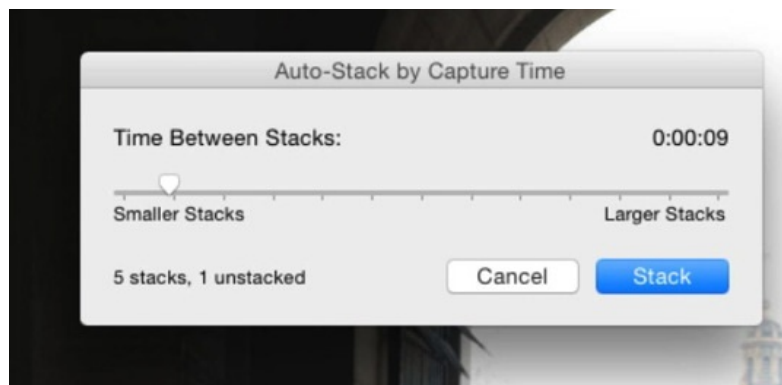 Auto-Stack by Capture Time
Time Between Stacks: 0:00:09
Smaller Stacks Larger Stacks
5 stacks, 1 unstacked Cancel Stack